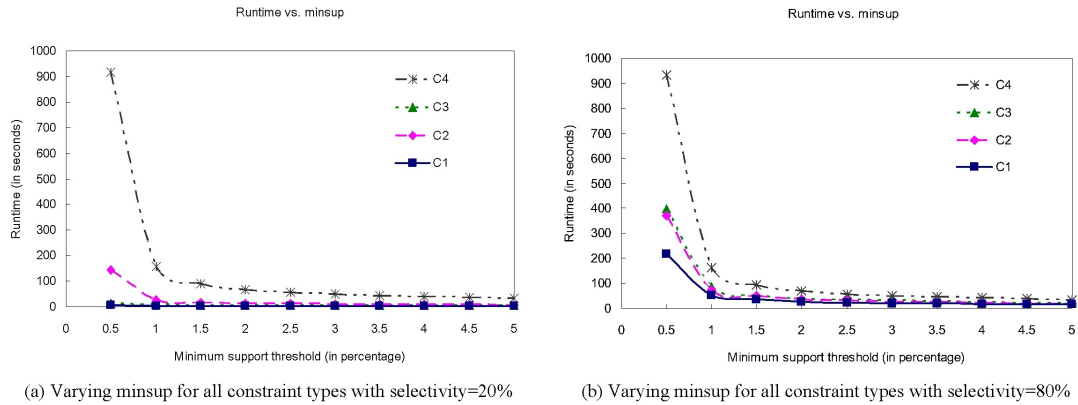 Runtime vs. minsup
1000
900
800
700
600
500
400
300
200
100
0
Runtime (in seconds)
C4
C3
C2
C1
0 0.5 1 1.5 2 2.5 3 3.5 4 4.5 5
Minimum support threshold (in percentage)
(a) Varying minsup for all constraint types with selectivity=20%
Runtime vs. minsup
1000
900
800
700
600
500
400
300
200
100
0
Runtime (in seconds)
C4
C3
C2
C1
0 0.5 1 1.5 2 2.5 3 3.5 4 4.5 5
Minimum support threshold (in percentage)
(b) Varying minsup for all constraint types with selectivity=80%